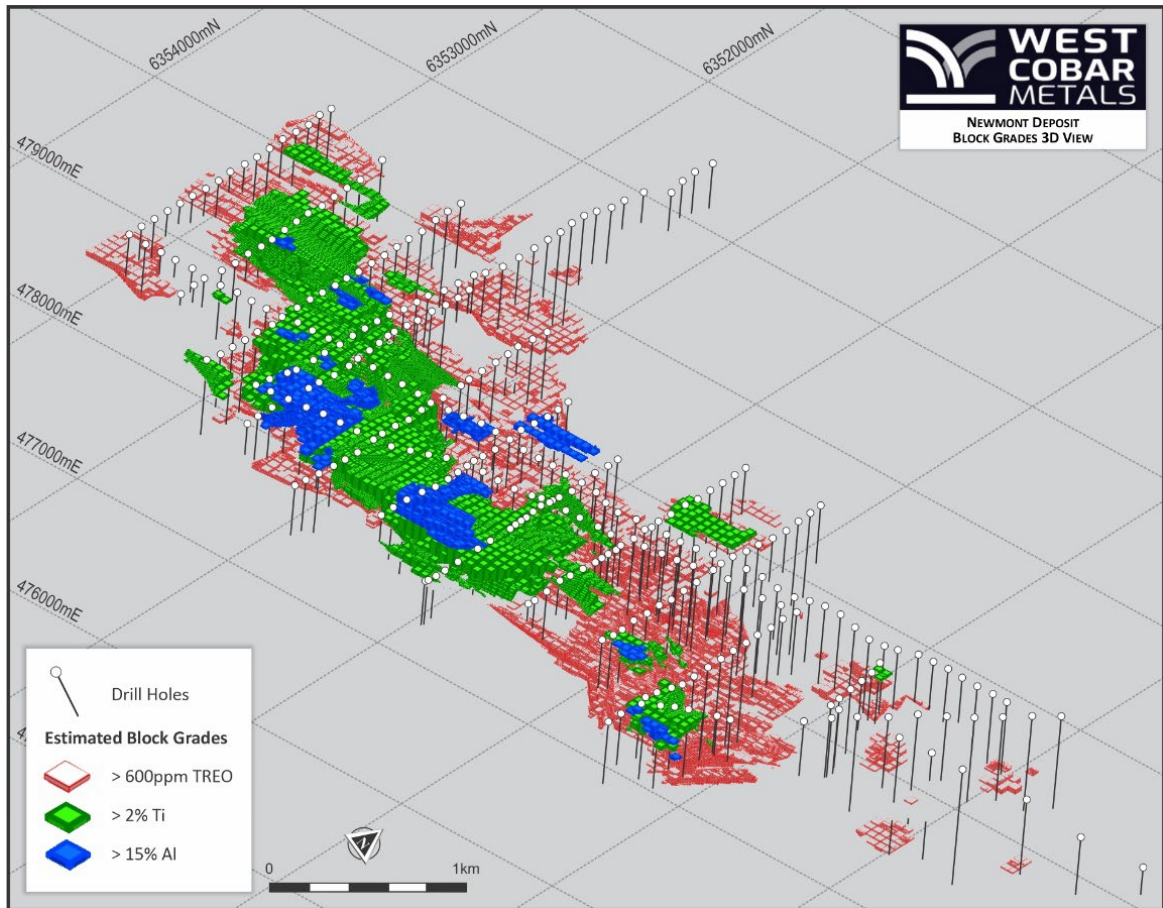 6354000mN
6353000mN
6352000mN
WEST
COBAR
METALS
NEWMONT DEPOSIT
BLOCK GRADES 3D VIEW
479000mE
478000mE
477000mE
476000mE
Drill Holes
Estimated Block Grades
> 600ppm TREO
> 2% Ti
> 15% Al
N
0
1km